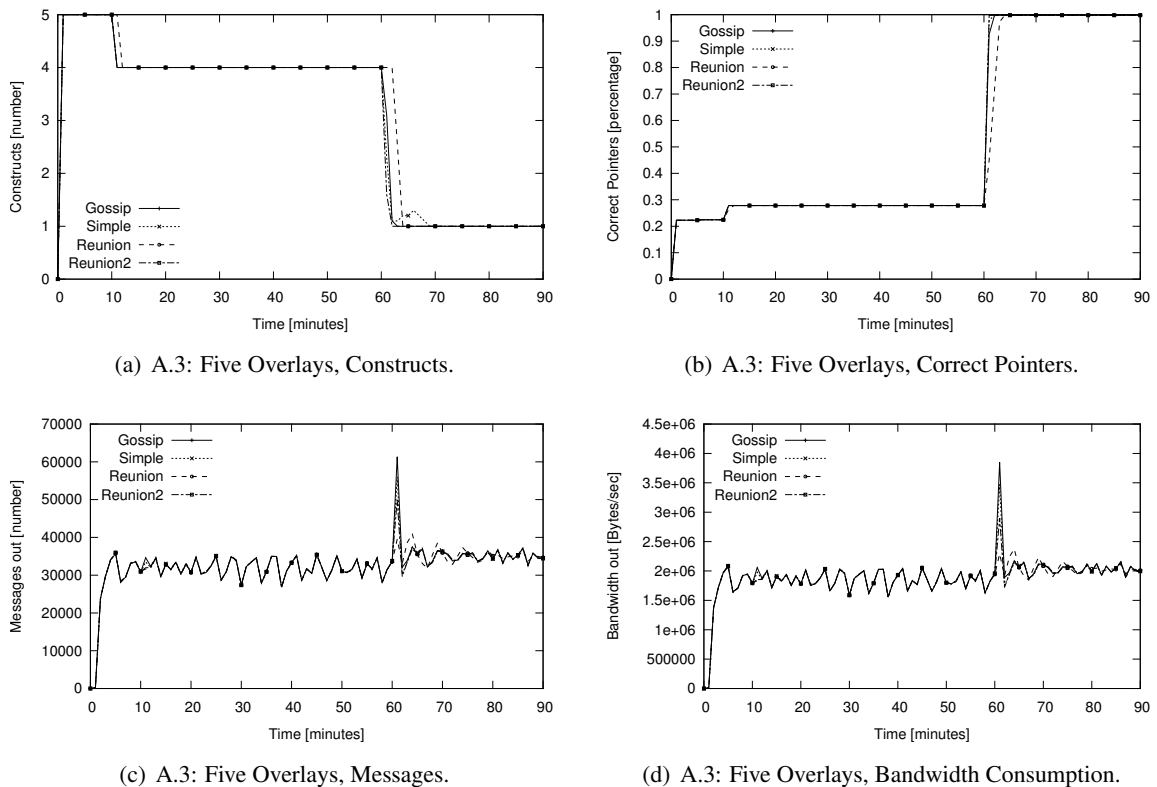 5
4
3
2
1
0
Constructs [number]
Gossip
Simple
Reunion
Reunion2
0 10 20 30 40 50 60 70 80 90
Time [minutes]
(a) A.3: Five Overlays, Constructs.
1
0.9
0.8
0.7
0.6
0.5
0.4
0.3
0.2
0.1
0
Correct Pointers [percentage]
Gossip
Simple
Reunion
Reunion2
0 10 20 30 40 50 60 70 80 90
Time [minutes]
(b) A.3: Five Overlays, Correct Pointers.
70000
60000
50000
40000
30000
20000
10000
0
Messages out [number]
Gossip
Simple
Reunion
Reunion2
0 10 20 30 40 50 60 70 80 90
Time [minutes]
(c) A.3: Five Overlays, Messages.
4.5e+06
4e+06
3.5e+06
3e+06
2.5e+06
2e+06
1.5e+06
1e+06
500000
0
Bandwidth out [Bytes/sec]
Gossip
Simple
Reunion
Reunion2
0 10 20 30 40 50 60 70 80 90
Time [minutes]
(d) A.3: Five Overlays, Bandwidth Consumption.